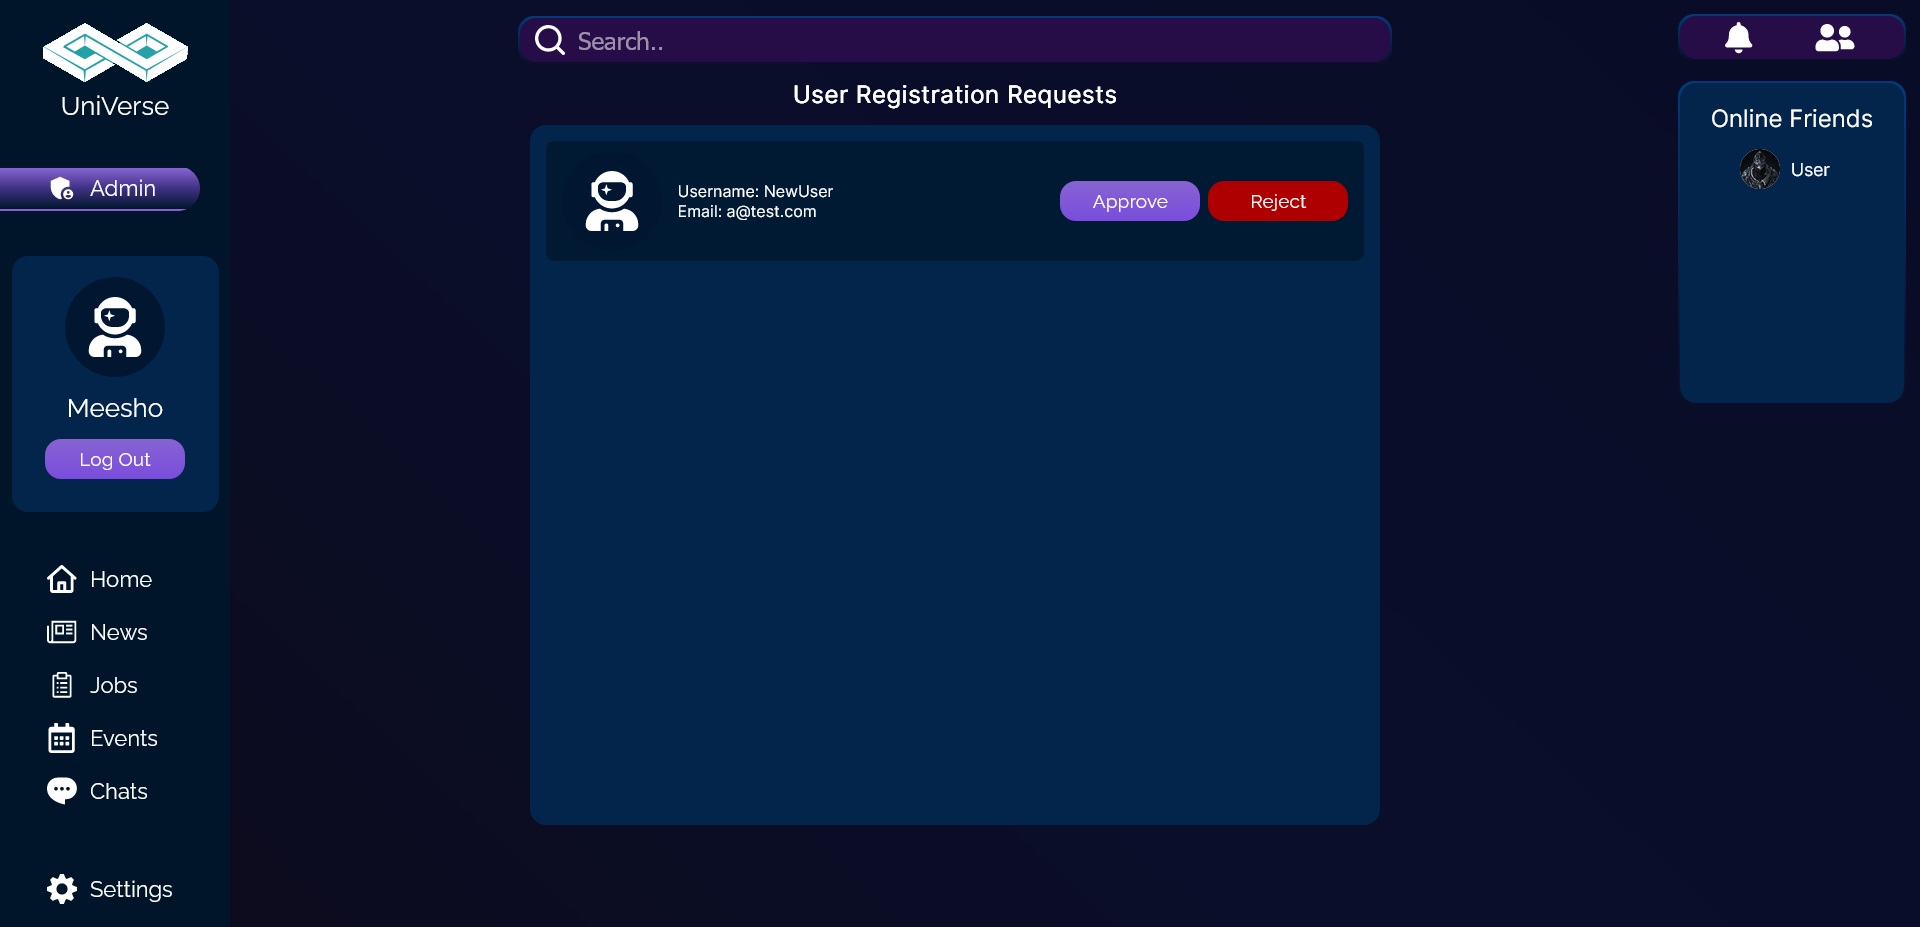 UniVerse
Admin
Meesho
Log Out
Home
News
Jobs
Events
Chats
Settings
Search..
User Registration Requests
Username: NewUser
Email: a@test.com
Approve
Reject
Online Friends
User